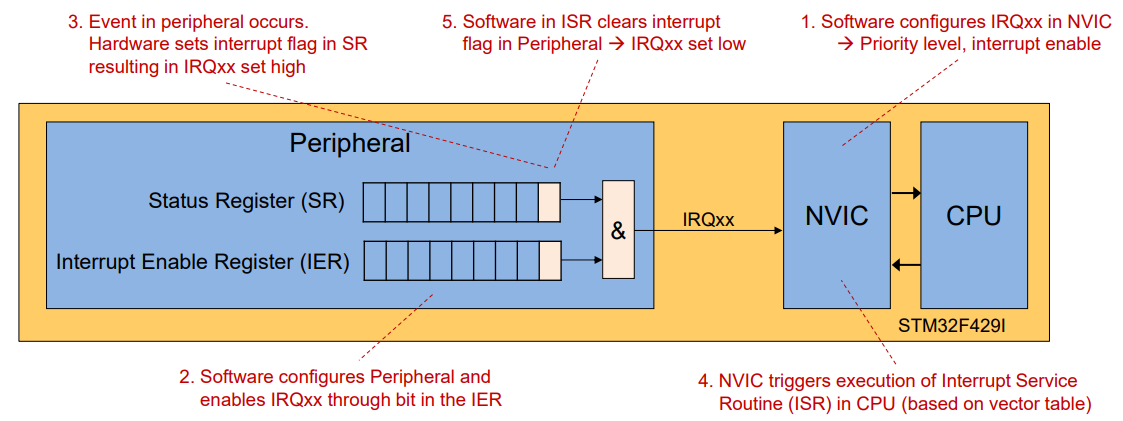 3. Event in peripheral occurs.
Hardware sets interrupt flag in SR
resulting in IRQxx set high
5. Software in ISR clears interrupt
flag in Peripheral → IRQxx set low
1. Software configures IRQxx in NVIC
→ Priority level, interrupt enable
Peripheral
Status Register (SR)
Interrupt Enable Register (IER)
&
IRQxx
NVIC
CPU
STM32F429I
2. Software configures Peripheral and
enables IRQxx through bit in the IER
4. NVIC triggers execution of Interrupt Service
Routine (ISR) in CPU (based on vector table)